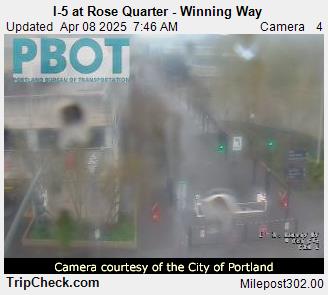 I-5 at Rose Quarter - Winning Way
Updated Apr 08 2025 7:46 AM Camera 4
PBOT
PORTLAND BUREAU OF TRANSPORTATION
Camera courtesy of the City of Portland
TripCheck.com Milepost302.00